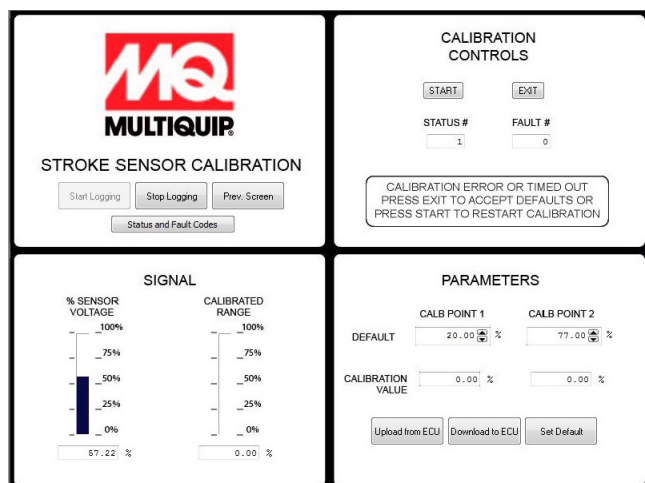 MQ
MULTIQUIP
STROKE SENSOR CALIBRATION
Start Logging Stop Logging Prev. Screen
Status and Fault Codes
CALIBRATION
CONTROLS
START EXIT
STATUS # FAULT #
1 0
CALIBRATION ERROR OR TIMED OUT
PRESS EXIT TO ACCEPT DEFAULTS OR
PRESS START TO RESTART CALIBRATION
SIGNAL
% SENSOR
VOLTAGE
100%
75%
50%
25%
0%
57.22 %
CALIBRATED
RANGE
100%
75%
50%
25%
0%
0.00 %
PARAMETERS
CALB POINT 1 CALB POINT 2
DEFAULT 20.00 % 77.00 %
CALIBRATION
VALUE 0.00 % 0.00 %
Upload from ECU Download to ECU Set Default